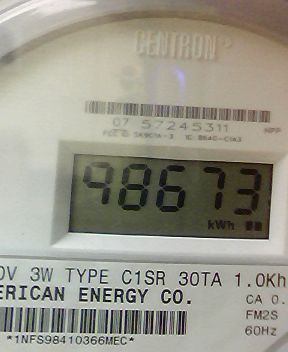 CENTRON®
07 57245311
98673
kWh
0V 3W TYPE C1SR 30TA 1.0Kh
ERICAN ENERGY CO.
CA 0.
FM2S
60Hz
*1NFS98410366MEC*